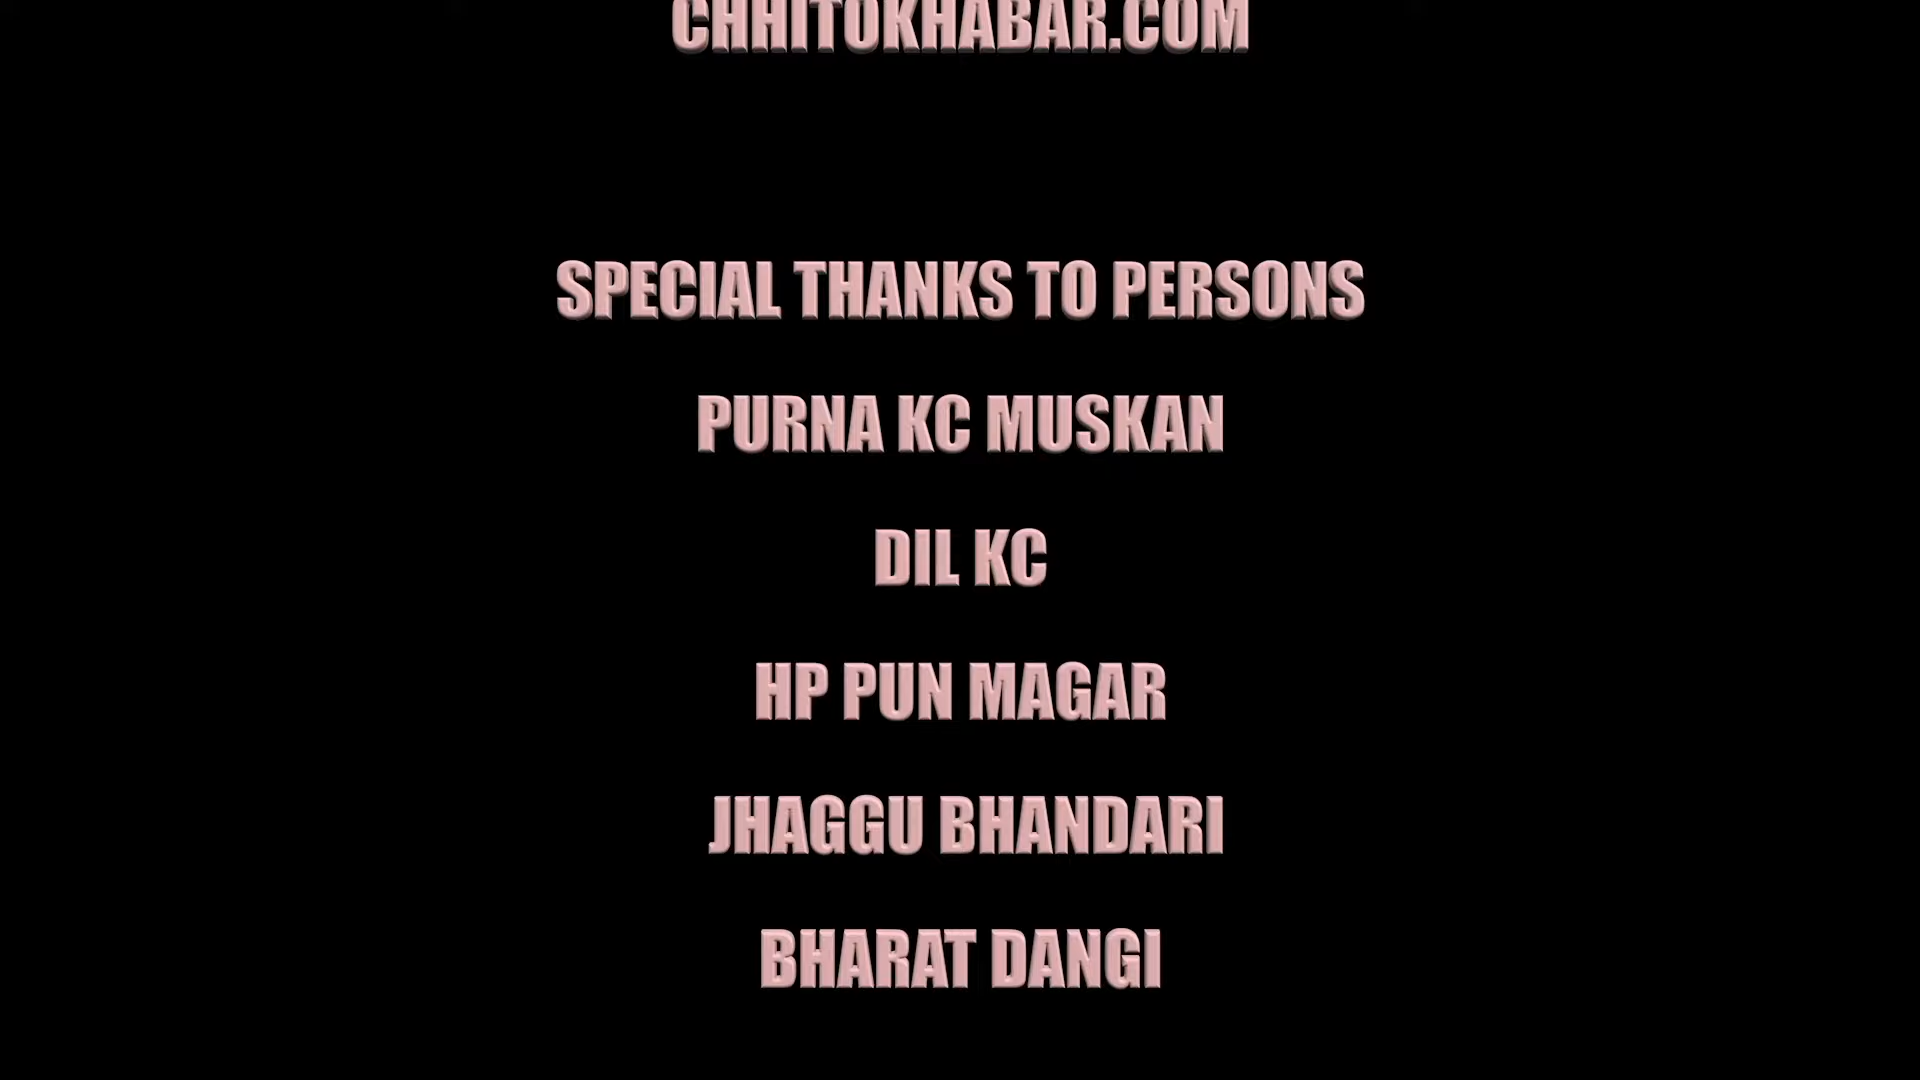 CHHITOKHABAR.COM
SPECIAL THANKS TO PERSONS
PURNA KC MUSKAN
DIL KC
HP PUN MAGAR
JHAGGU BHANDARI
BHARAT DANGI